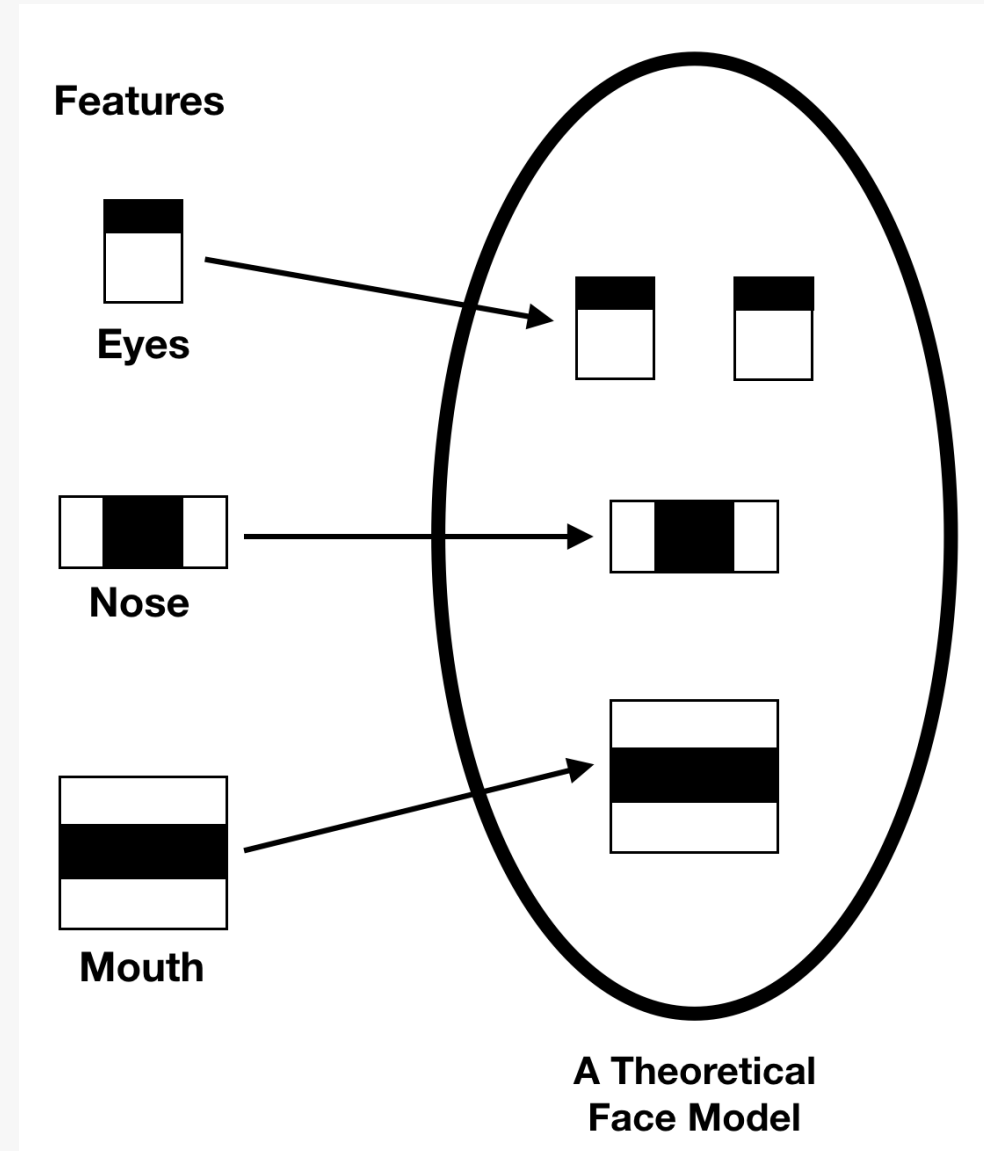 Features
Eyes
Nose
Mouth
A Theoretical
Face Model